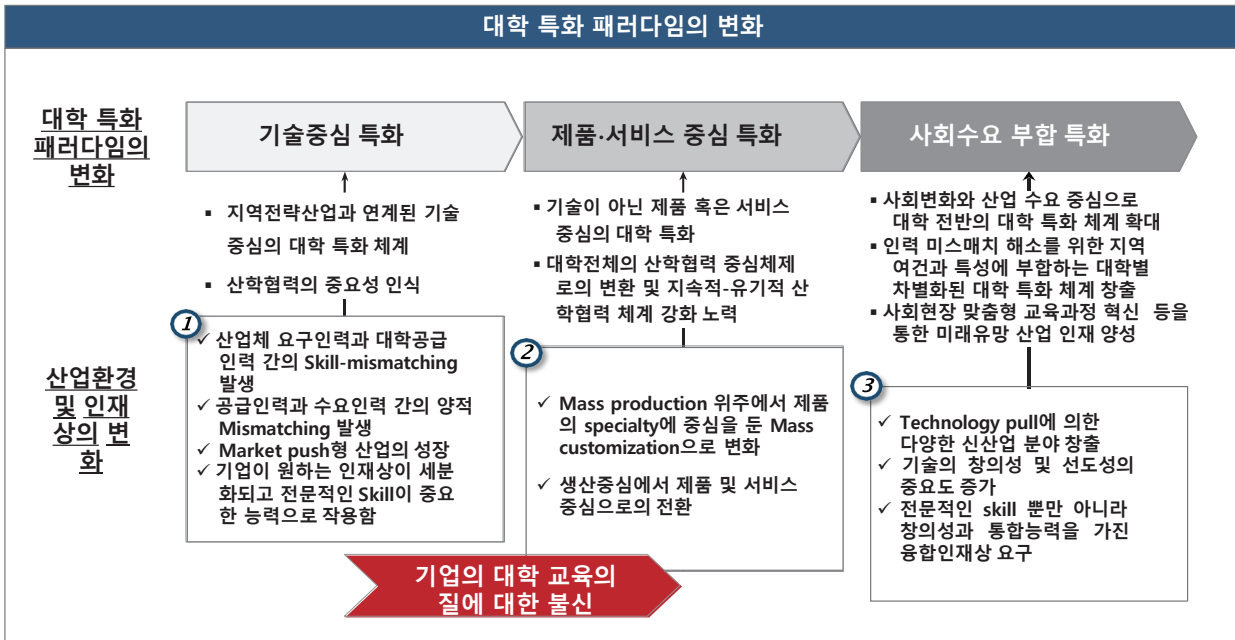 대학 특화 패러다임의 변화
대학 특화
패러다임의
변화
기술중심 특화
제품·서비스 중심 특화
사회수요 부합 특화
▪ 지역전략산업과 연계된 기술
중심의 대학 특화 체계
▪ 산학협력의 중요성 인식
▪ 기술이 아닌 제품 혹은 서비스
중심의 대학 특화
▪ 대학전체의 산학협력 중심체제
로의 변환 및 지속적-유기적 산
학협력 체계 강화 노력
▪ 사회변화와 산업 수요 중심으로
대학 전반의 대학 특화 체계 확대
▪ 인력 미스매치 해소를 위한 지역
여건과 특성에 부합하는 대학별
차별화된 대학 특화 체계 창출
▪ 사회현장 맞춤형 교육과정 혁신 등을
통한 미래유망 산업 인재 양성
산업환경
및 인재
상의 변
화
1
✓ 산업체 요구인력과 대학공급
인력 간의 Skill-mismatching
발생
✓ 공급인력과 수요인력 간의 양적
Mismatching 발생
✓ Market push형 산업의 성장
✓ 기업이 원하는 인재상이 세분
화되고 전문적인 Skill이 중요
한 능력으로 작용함
2
✓ Mass production 위주에서 제품
의 specialty에 중심을 둔 Mass
customization으로 변화
✓ 생산중심에서 제품 및 서비스
중심으로의 전환
3
✓ Technology pull에 의한
다양한 신산업 분야 창출
✓ 기술의 창의성 및 선도성의
중요도 증가
✓ 전문적인 skill 뿐만 아니라
창의성과 통합능력을 가진
융합인재상 요구
기업의 대학 교육의
질에 대한 불신